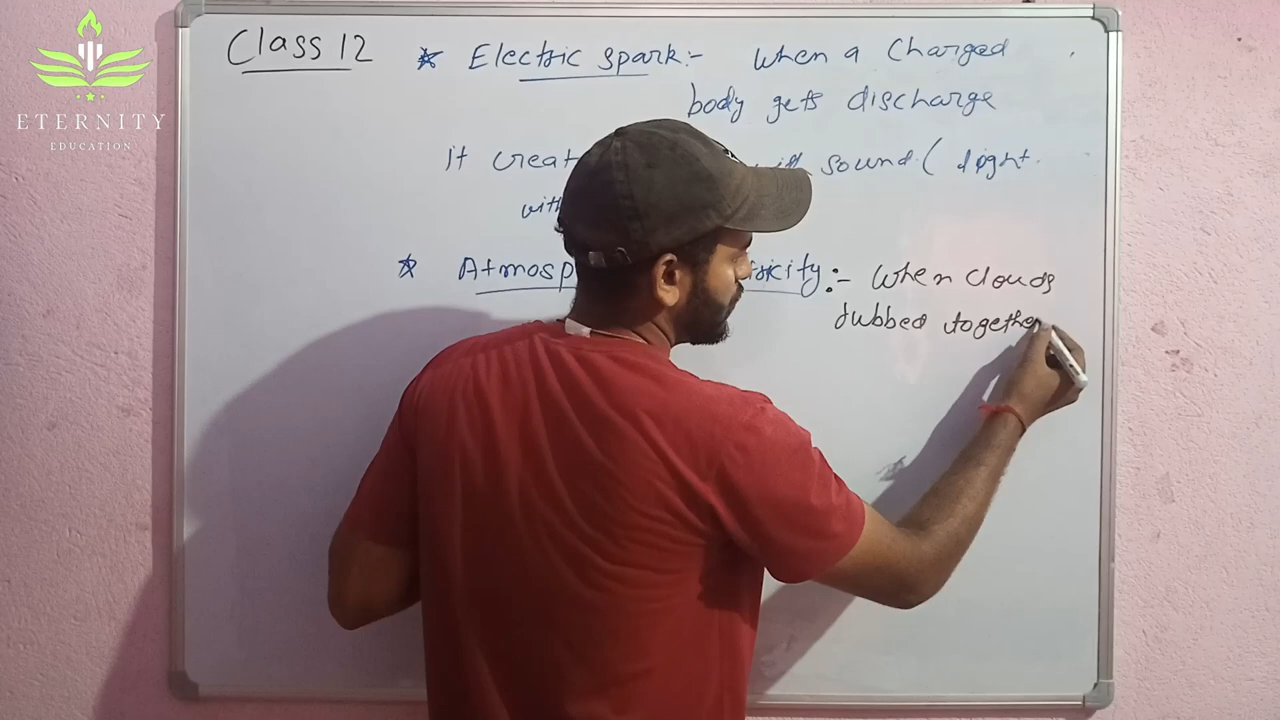 ETERNITY
EDUCATION
Class 12
Electric spark:- When a Charged
body gets discharge
it creat with sound. ( light
with
Atmosp :- When Clouds
rubbed together